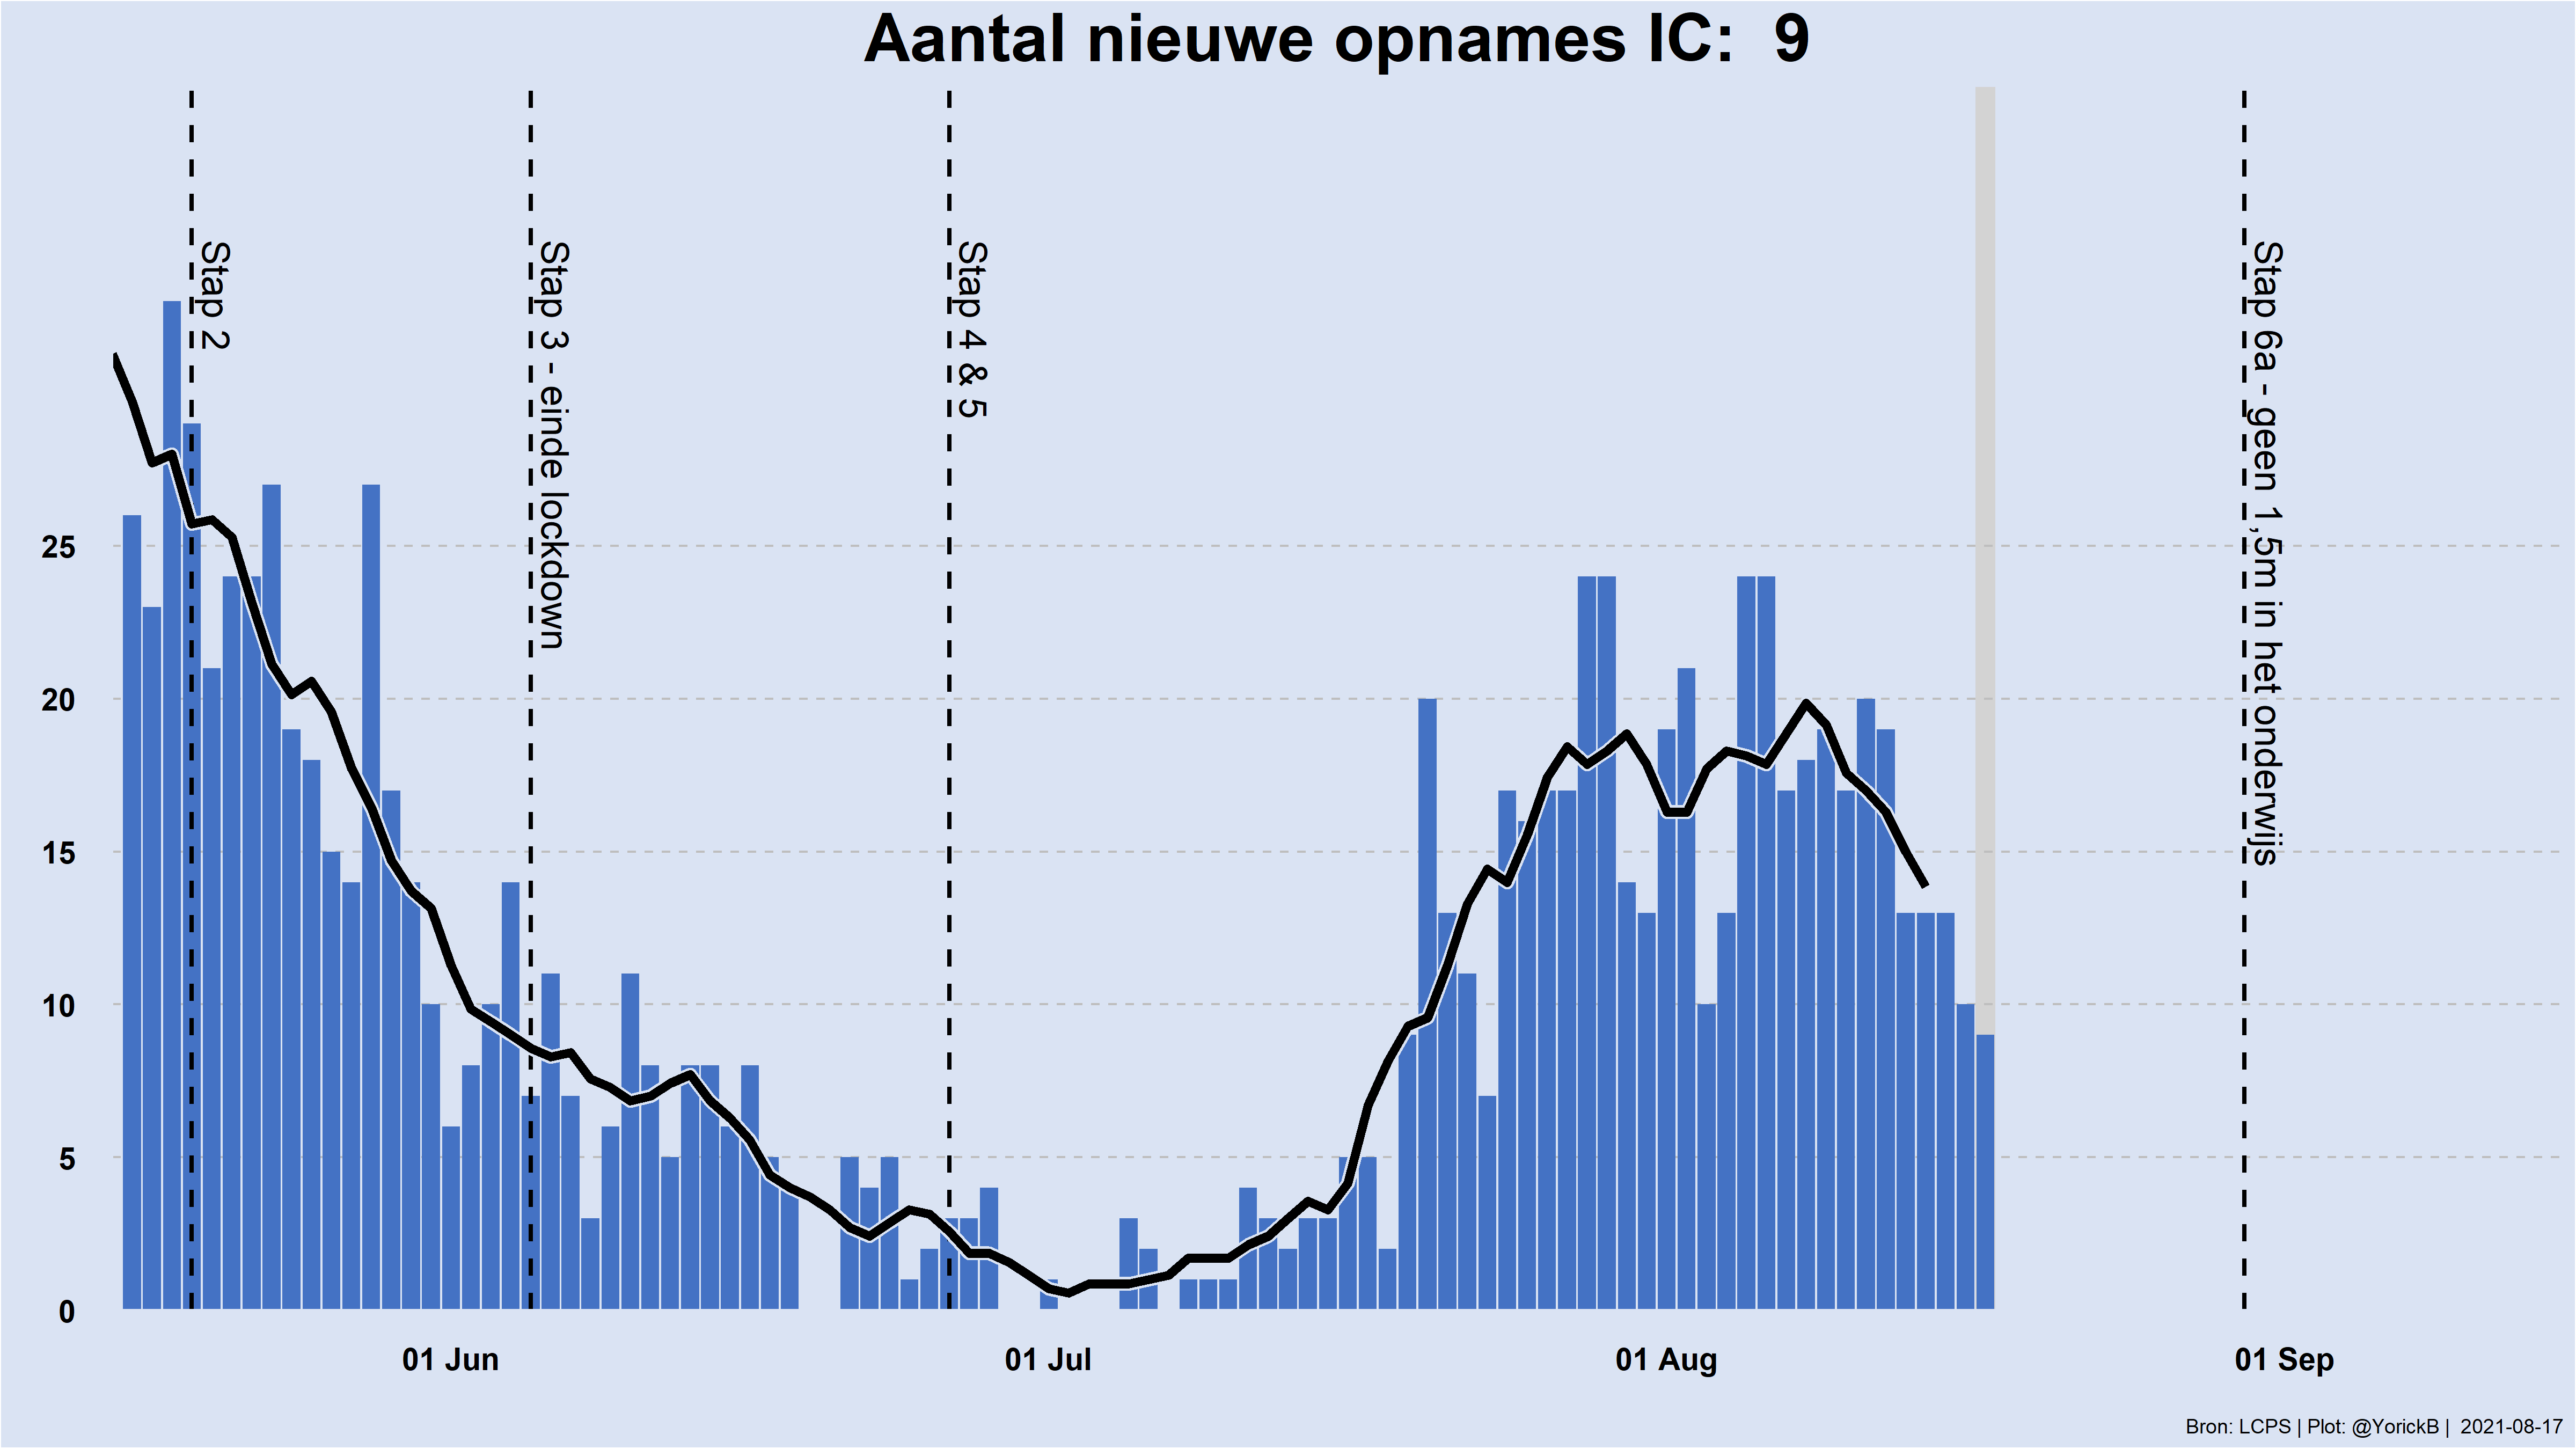 Aantal nieuwe opnames IC:  9
Stap 2
Stap 3 - einde lockdown
Stap 4 & 5
Stap 6a - geen 1,5m in het onderwijs
25
20
15
10
5
0
01 Jun
01 Jul
01 Aug
01 Sep
Bron: LCPS | Plot: @YorickB |  2021-08-17